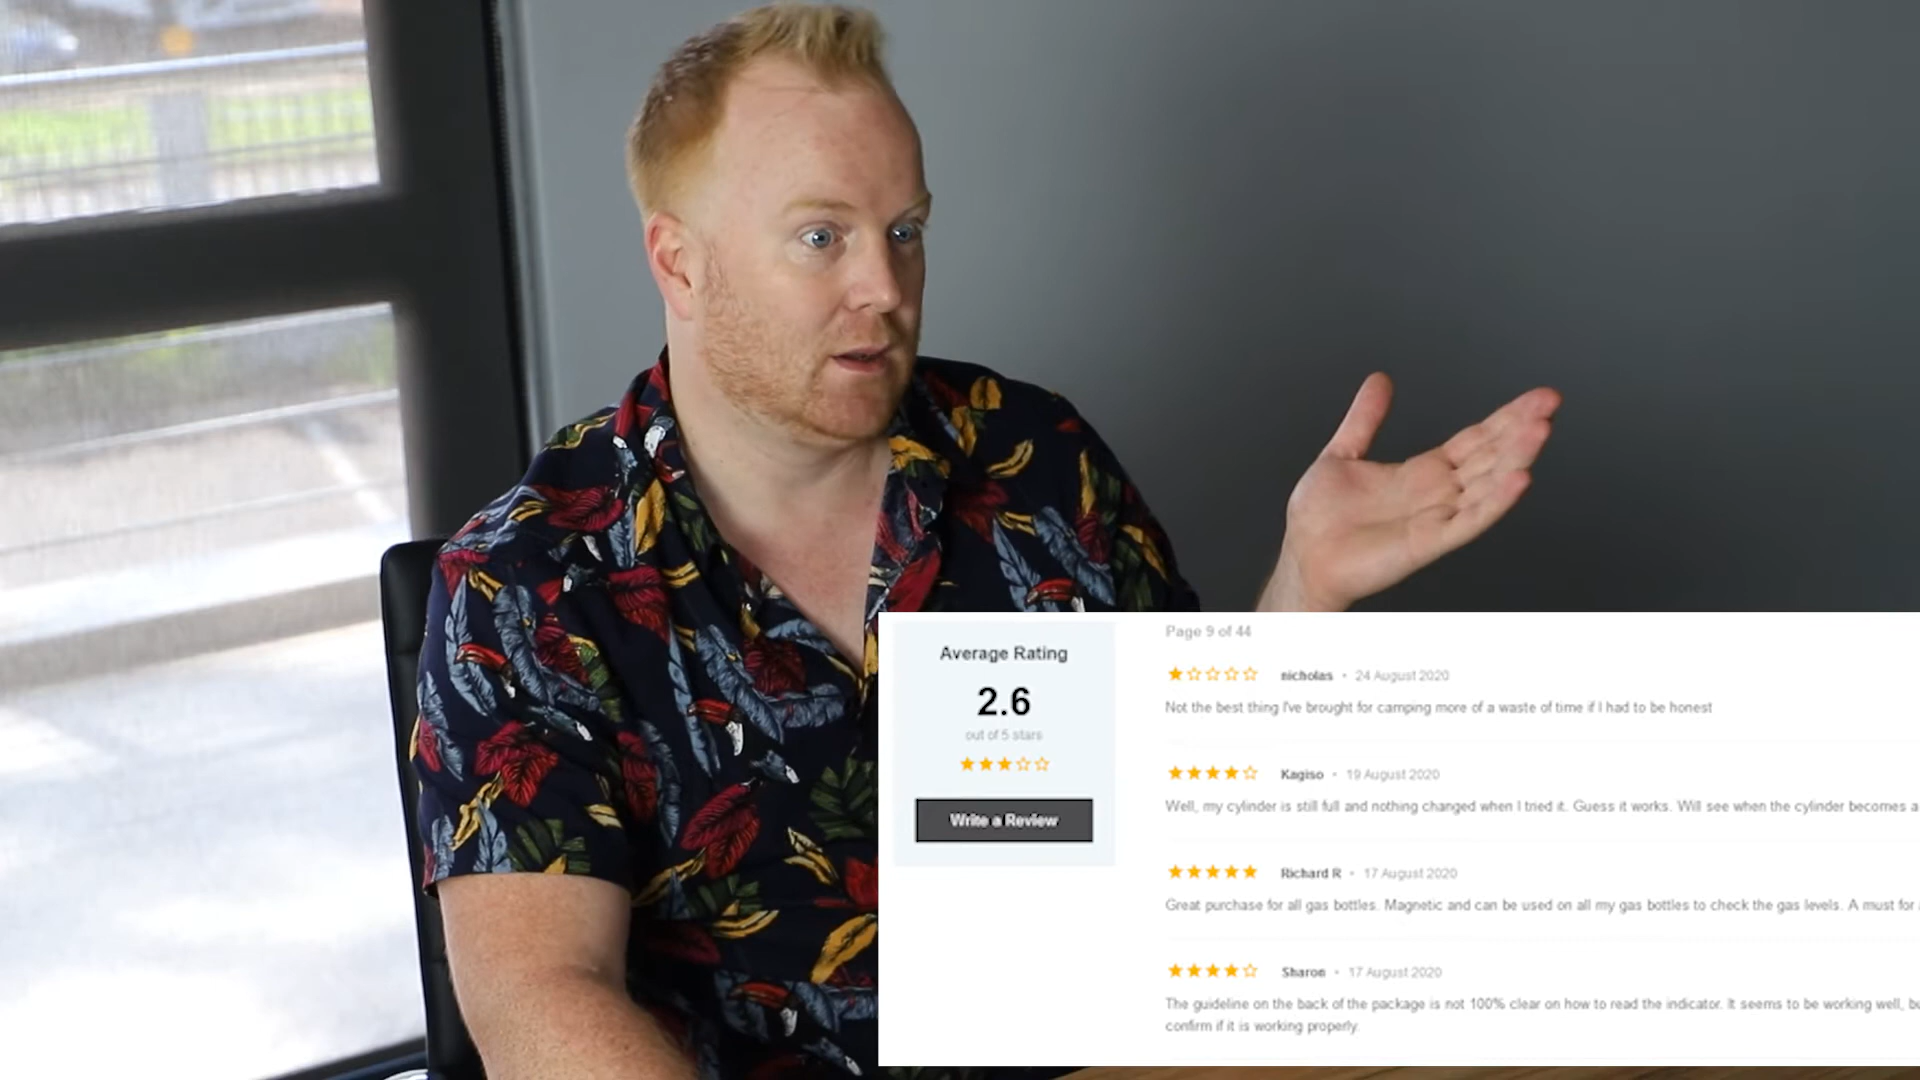 Average Rating
2.6
out of 5 stars
Write a Review
Page 9 of 44
nicholas • 24 August 2020
Not the best thing I've brought for camping more of a waste of time if I had to be honest
Kagiso • 19 August 2020
Well, my cylinder is still full and nothing changed when I tried it. Guess it works. Will see when the cylinder becomes a
Richard R • 17 August 2020
Great purchase for all gas bottles. Magnetic and can be used on all my gas bottles to check the gas levels. A must for
Sharon • 17 August 2020
The guideline on the back of the package is not 100% clear on how to read the indicator. It seems to be working well,
confirm if it is working properly.